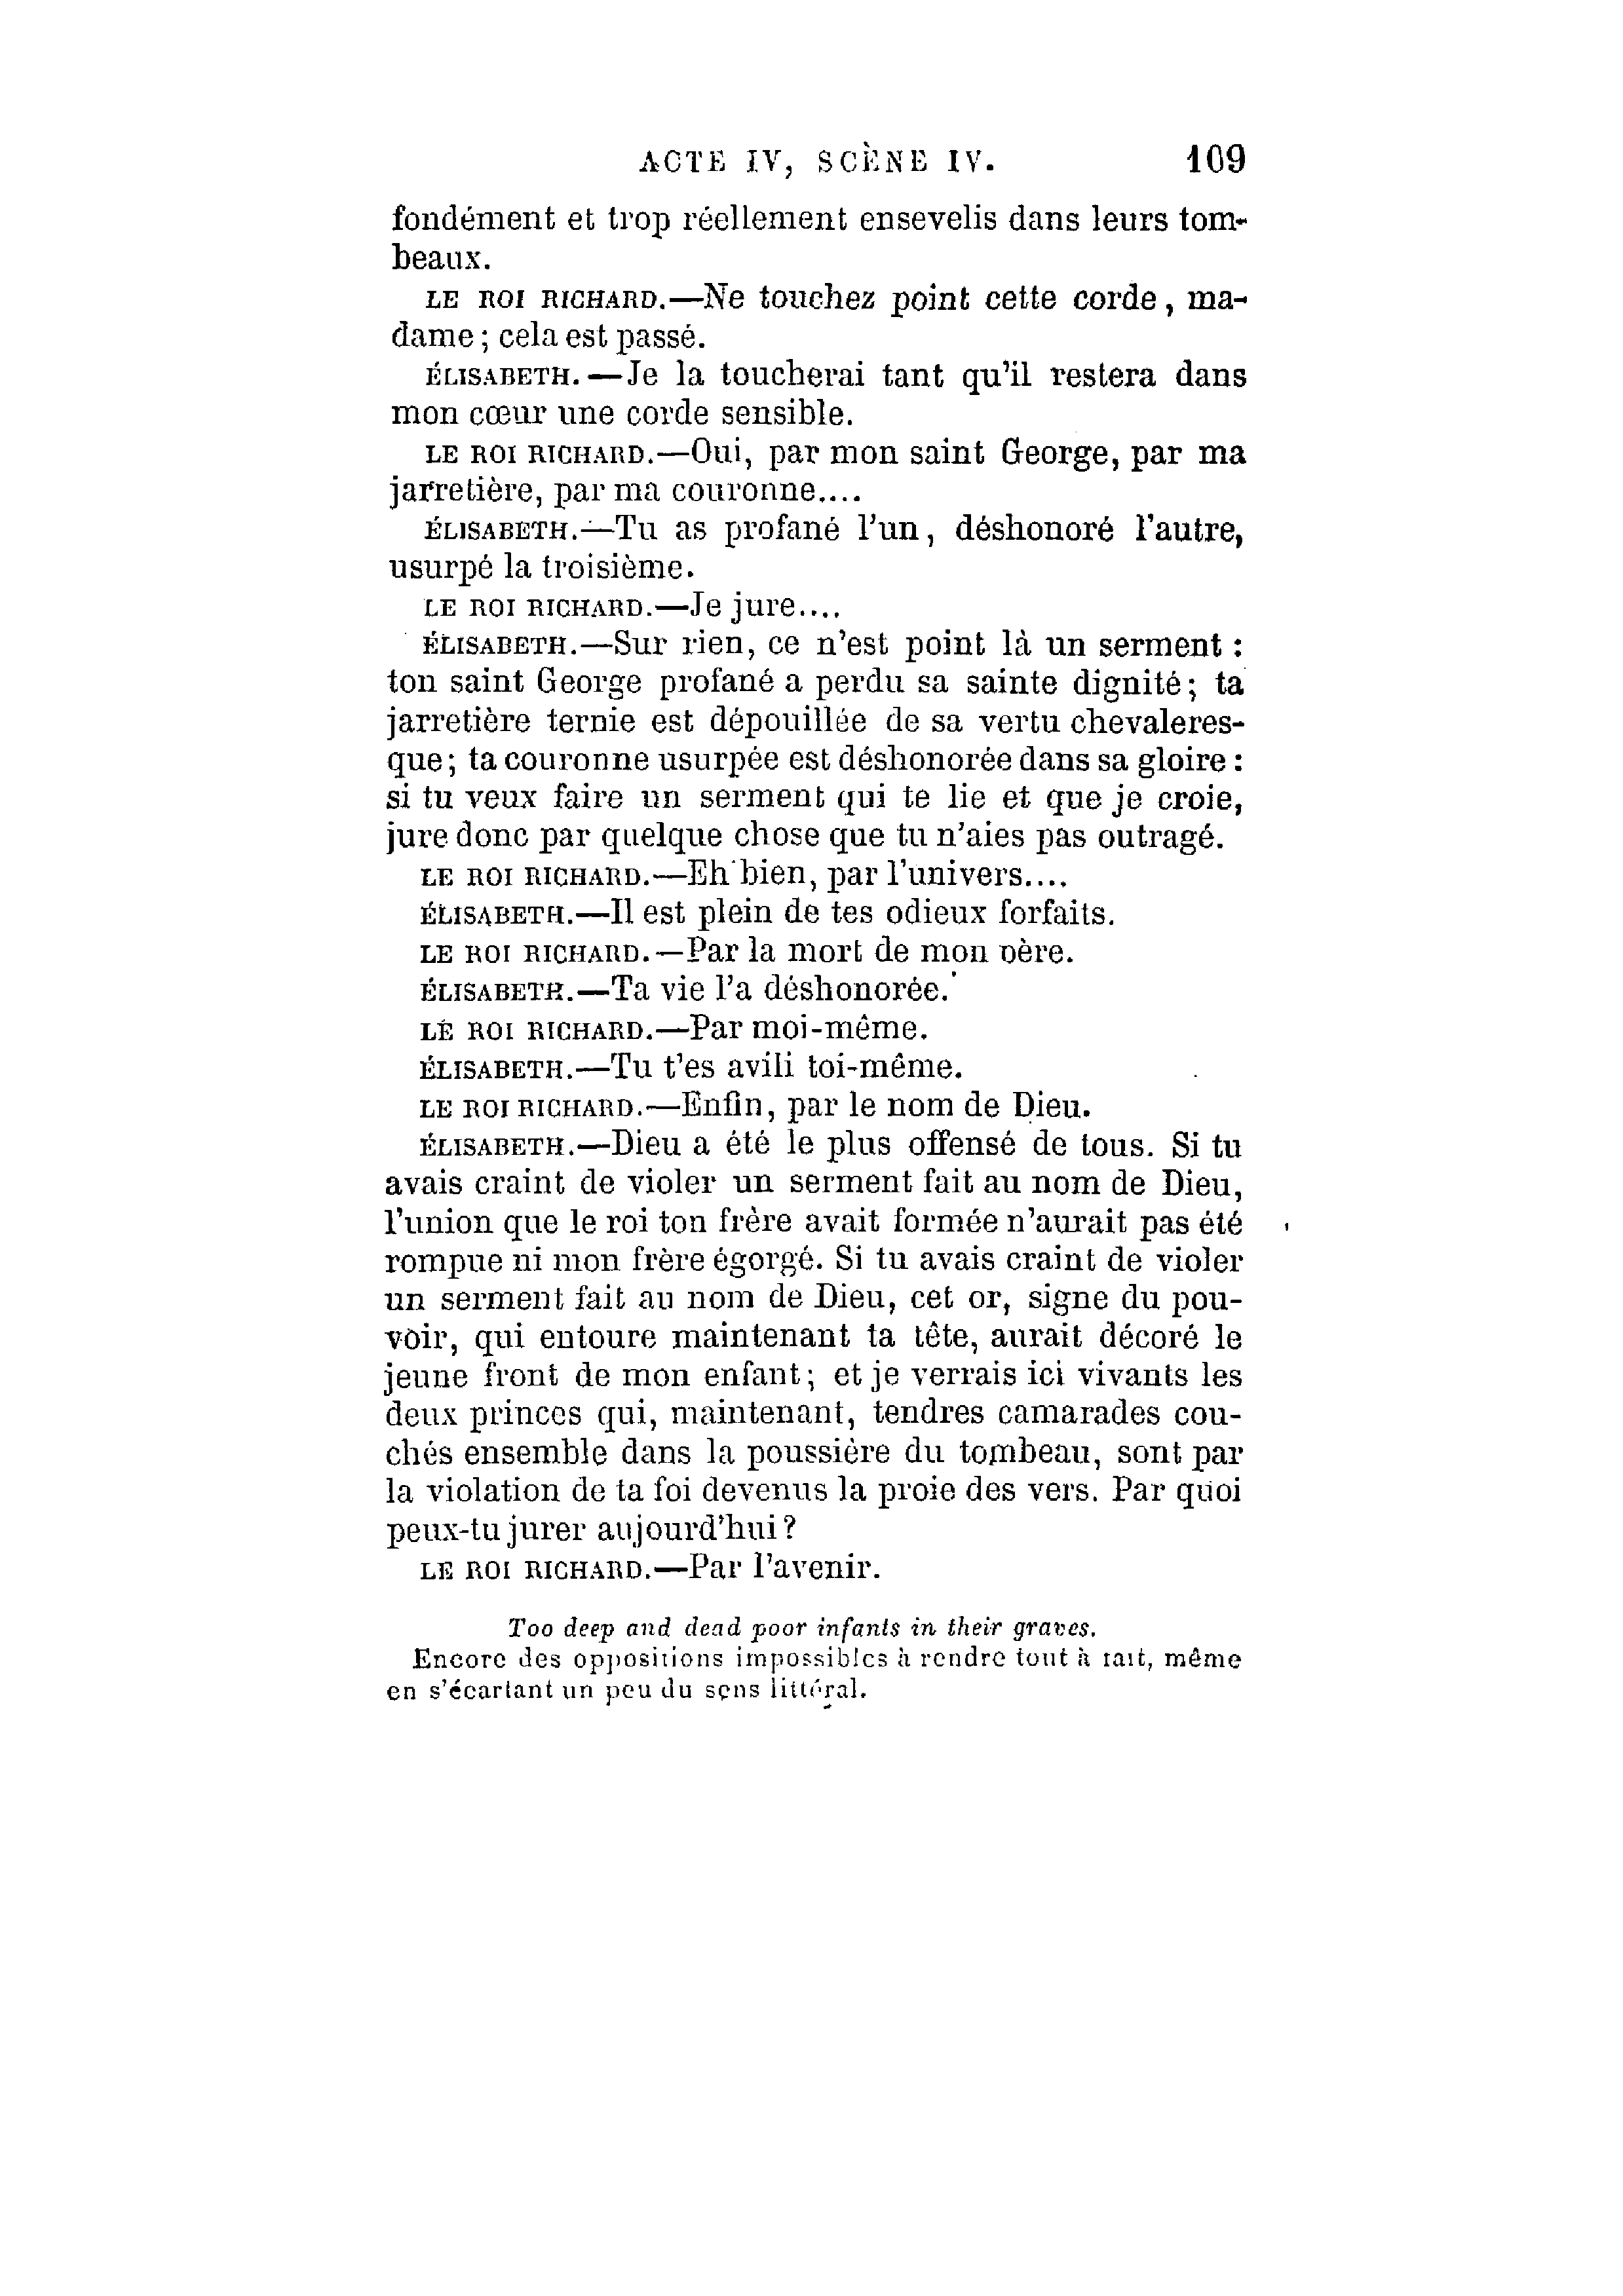 ACTE IV, SCÈNE IV. 109
fondément et trop réellement ensevelis dans leurs tom-
beaux.
LE ROI RICHARD.—Ne touchez point cette corde, ma-
dame; cela est passé.
ÉLISABETH.—Je la toucherai tant qu'il restera dans
mon cœur une corde sensible.
LE ROI RICHARD.—Oui, par mon saint George, par ma
jarretière, par ma couronne....
ÉLISABETH.—Tu as profané l'un, déshonoré l'autre,
usurpé la troisième.
LE ROI RICHARD.—Je jure....
ÉLISABETH.—Sur rien, ce n'est point là un serment :
ton saint George profané a perdu sa sainte dignité; ta
jarretière ternie est dépouillée de sa vertu chevaleres-
que; ta couronne usurpée est déshonorée dans sa gloire :
si tu veux faire un serment qui te lie et que je croie,
jure donc par quelque chose que tu n'aies pas outragé.
LE ROI RICHARD.—Eh bien, par l'univers....
ÉLISABETH.—Il est plein de tes odieux forfaits.
LE ROI RICHARD.—Par la mort de mon père.
ÉLISABETH.—Ta vie l'a déshonorée.
LE ROI RICHARD.—Par moi-même.
ÉLISABETH.—Tu t'es avili toi-même.
LE ROI RICHARD.—Enfin, par le nom de Dieu.
ÉLISABETH.—Dieu a été le plus offensé de tous. Si tu
avais craint de violer un serment fait au nom de Dieu,
l'union que le roi ton frère avait formée n'aurait pas été
rompue ni mon frère égorgé. Si tu avais craint de violer
un serment fait au nom de Dieu, cet or, signe du pou-
voir, qui entoure maintenant ta tête, aurait décoré le
jeune front de mon enfant; et je verrais ici vivants les
deux princes qui, maintenant, tendres camarades cou-
chés ensemble dans la poussière du tombeau, sont par
la violation de ta foi devenus la proie des vers. Par quoi
peux-tu jurer aujourd'hui?
LE ROI RICHARD.—Par l'avenir.
Too deep and dead poor infants in their graves.
Encore des oppositions impossibles à rendre tout à fait, même
en s'écartant un peu du sens littéral.